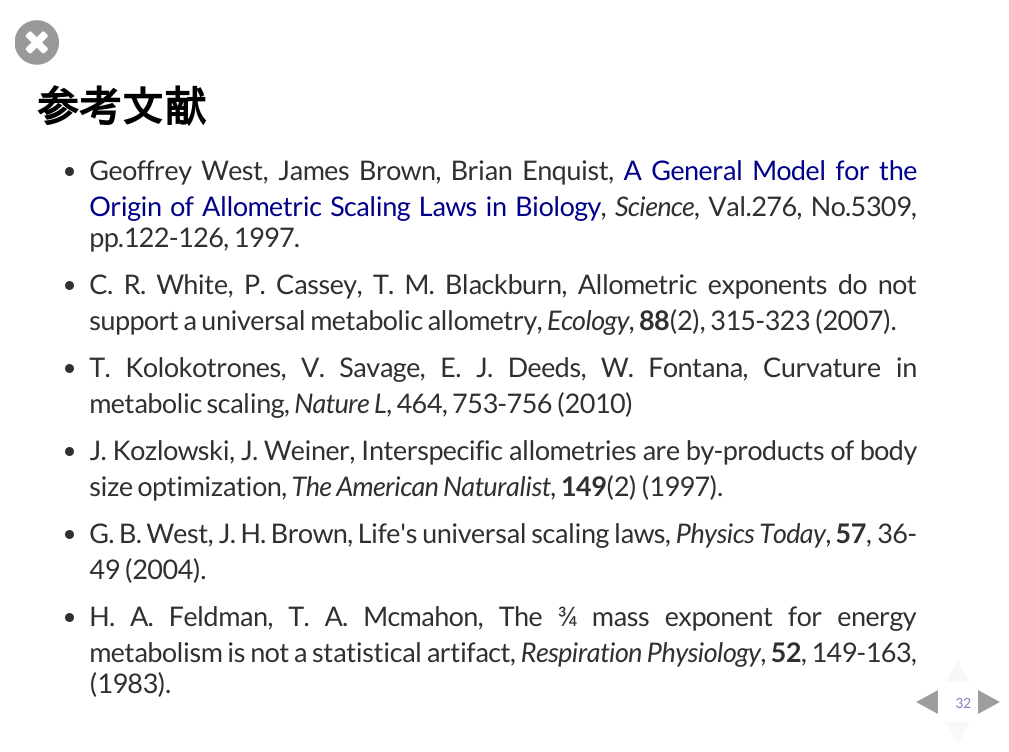 参考文献
• Geoffrey West, James Brown, Brian Enquist, A General Model for the
Origin of Allometric Scaling Laws in Biology, Science, Val.276, No.5309,
pp.122-126, 1997.
• C. R. White, P. Cassey, T. M. Blackburn, Allometric exponents do not
support a universal metabolic allometry, Ecology, 88(2), 315-323 (2007).
• T. Kolokotrones, V. Savage, E. J. Deeds, W. Fontana, Curvature in
metabolic scaling, Nature L, 464, 753-756 (2010)
• J. Kozlowski, J. Weiner, Interspecific allometries are by-products of body
size optimization, The American Naturalist, 149(2) (1997).
• G. B. West, J. H. Brown, Life's universal scaling laws, Physics Today, 57, 36-
49 (2004).
• H. A. Feldman, T. A. Mcmahon, The ¾ mass exponent for energy
metabolism is not a statistical artifact, Respiration Physiology, 52, 149-163,
(1983).
32